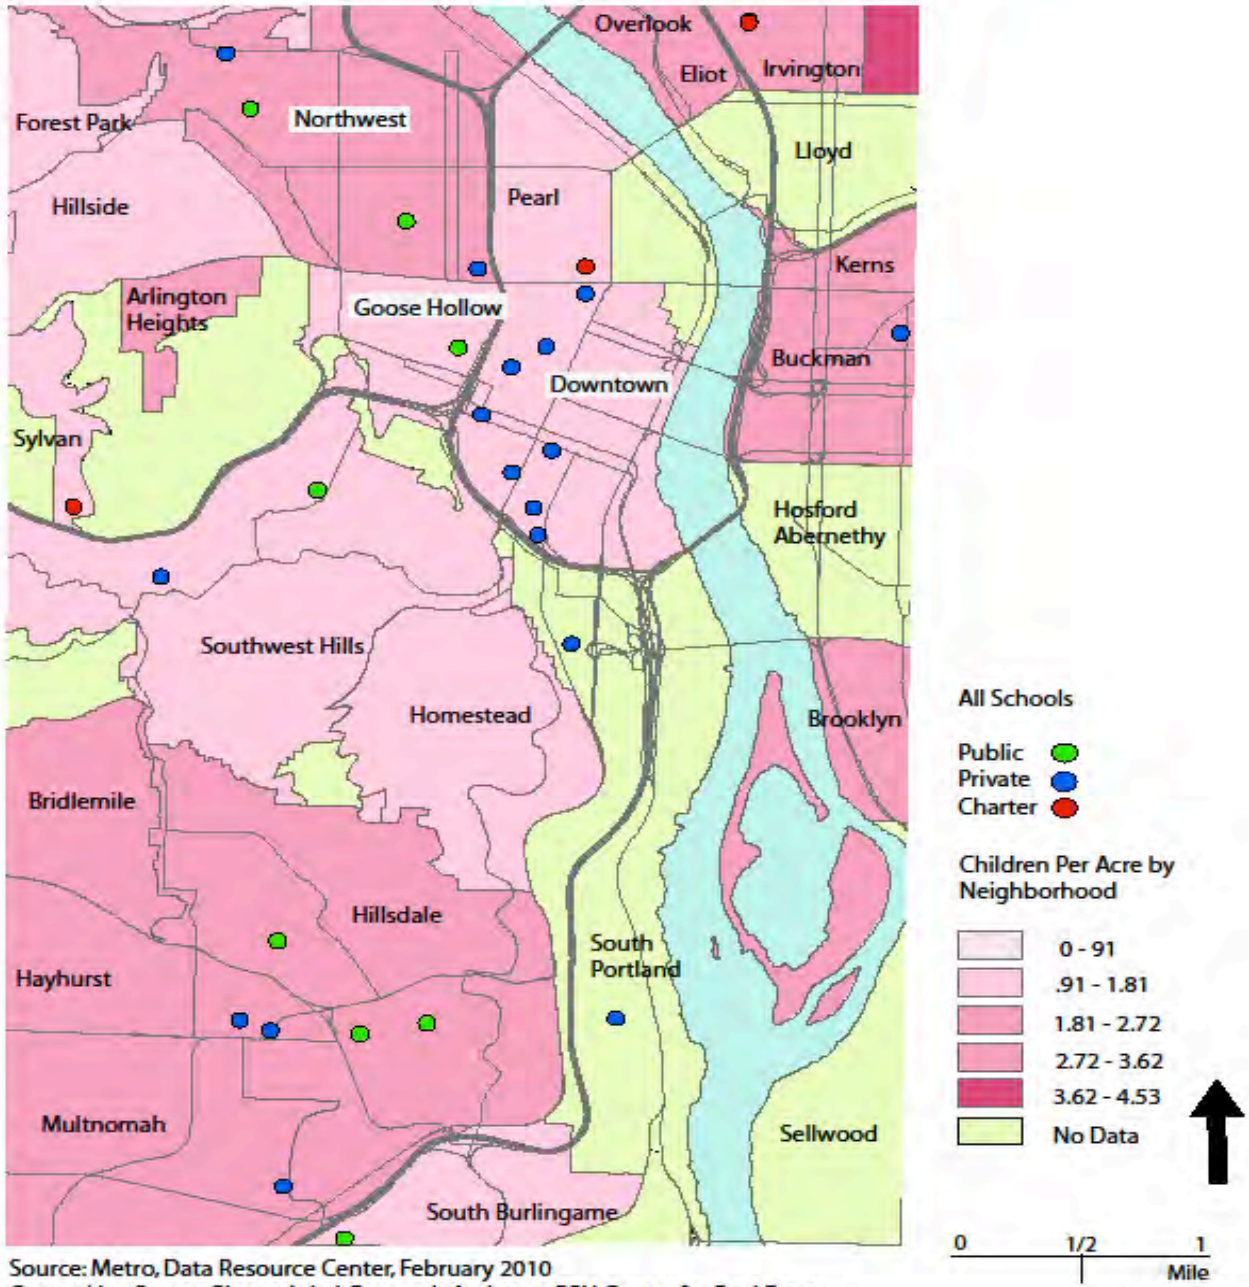 Overlook
Eliot
Irvington
Forest Park
Northwest
Lloyd
Hillside
Pearl
Kerns
Arlington
Heights
Goose Hollow
Buckman
Downtown
Sylvan
Hosford
Abernethy
Southwest Hills
Homestead
Brooklyn
Bridlemile
Hillsdale
South
Portland
Hayhurst
Multnomah
Sellwood
South Burlingame
All Schools
Public
Private
Charter
Children Per Acre by
Neighborhood
0 - 91
.91 - 1.81
1.81 - 2.72
2.72 - 3.62
3.62 - 4.53
No Data
0 1/2 1
Mile
Source: Metro, Data Resource Center, February 2010